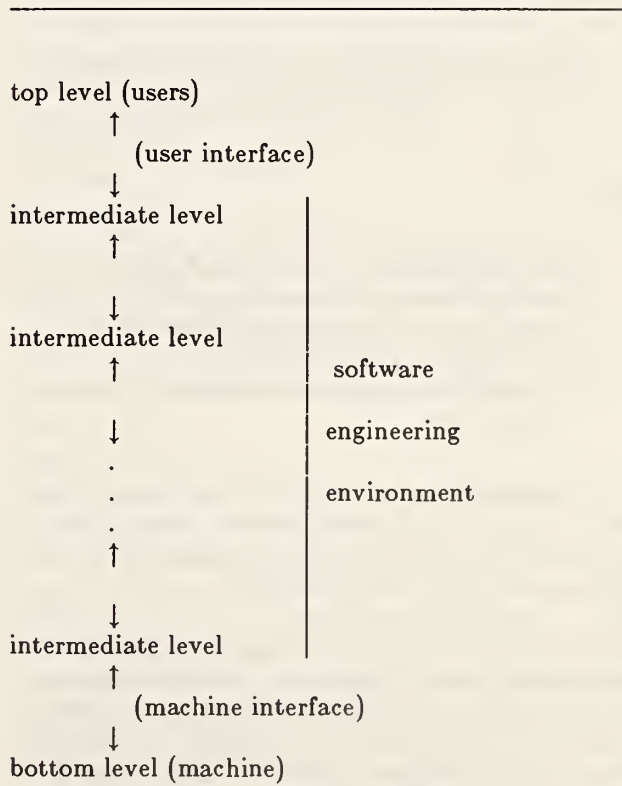 top level (users)
↑
(user interface)
↓
intermediate level
↑
↓
intermediate level
↑
software
↓
engineering
.
.
environment
.
↑
↓
intermediate level
↑
(machine interface)
↓
bottom level (machine)